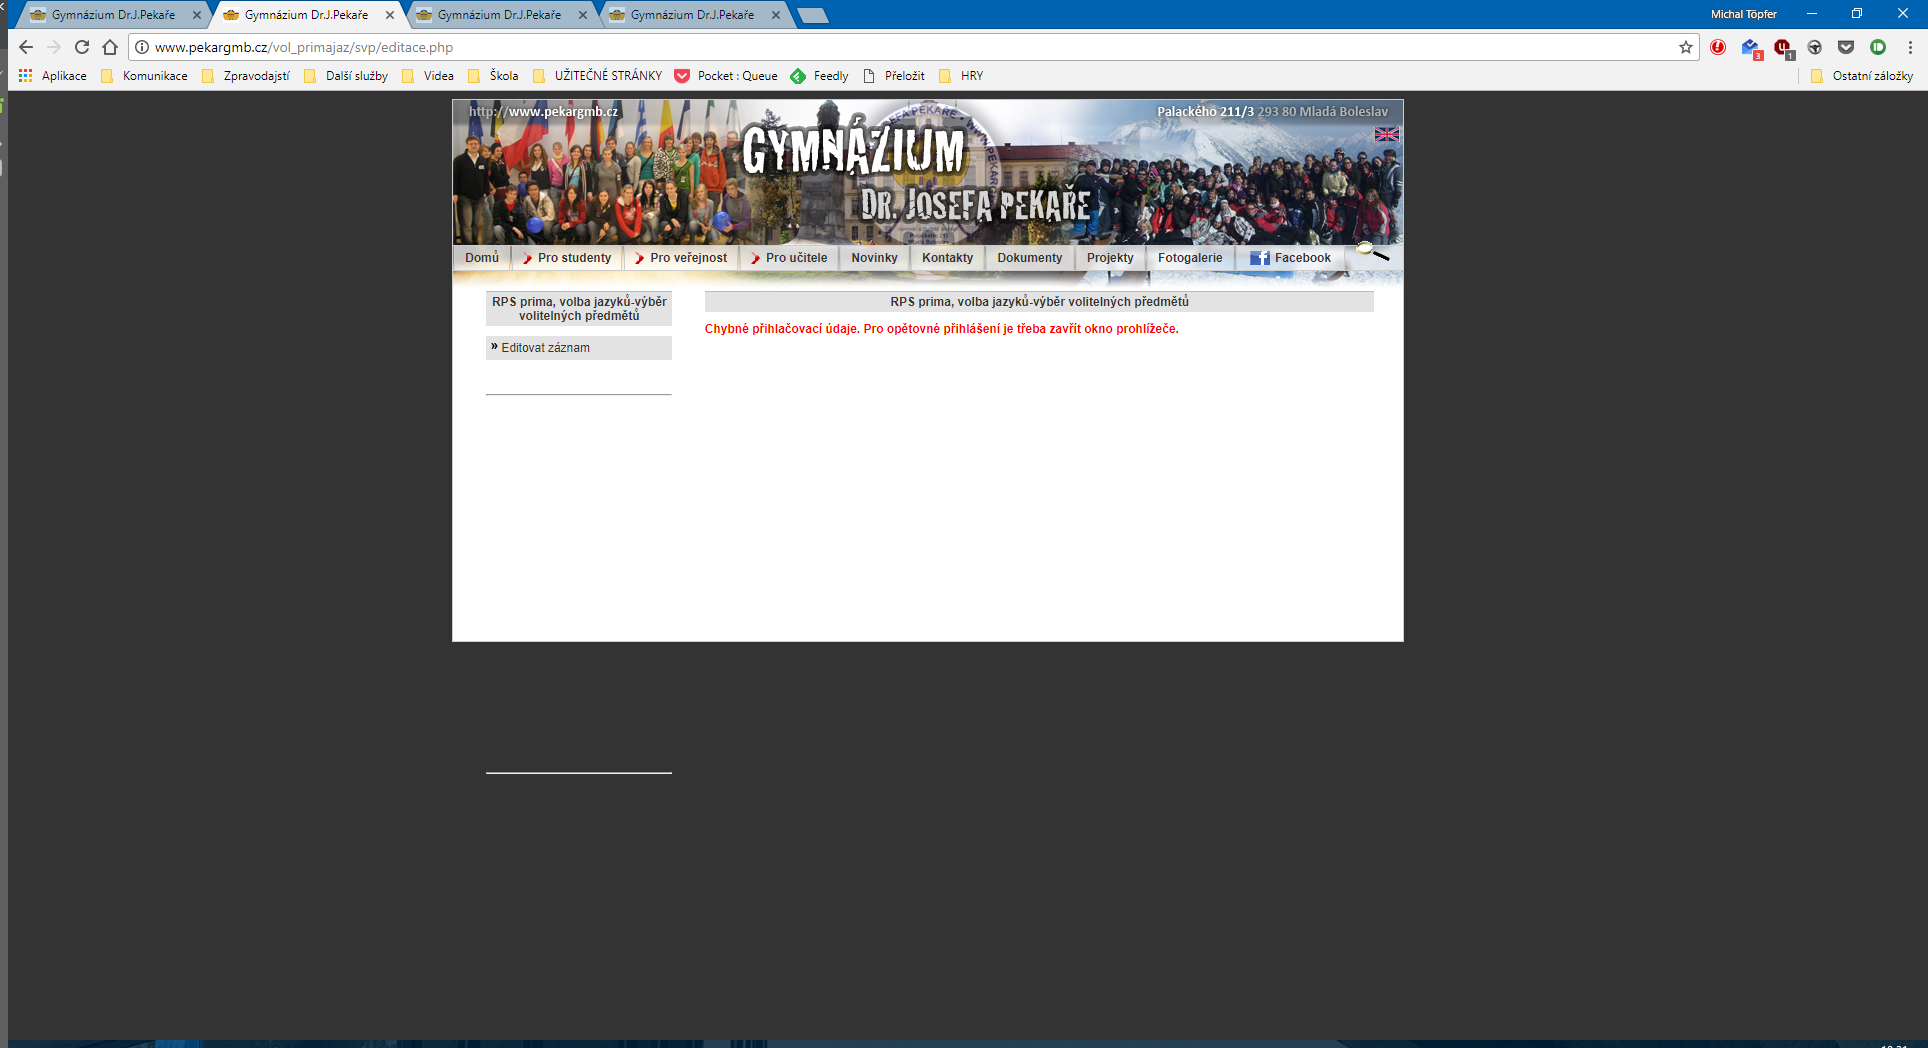 Gymnázium Dr.J.Pekaře
Gymnázium Dr.J.Pekaře
Gymnázium Dr.J.Pekaře
Gymnázium Dr.J.Pekaře
Michal Töpfer
www.pekargmb.cz/vol_primajaz/svp/editace.php
3
1
Aplikace
Komunikace
Zpravodajstí
Další služby
Videa
Škola
UŽITEČNÉ STRÁNKY
Pocket : Queue
Feedly
Přeložit
HRY
Ostatní záložky
http://www.pekargmb.cz
Palackého 211/3 293 80 Mladá Boleslav
GYMNÁZIUM
DR. JOSEFA PEKAŘE
Domů
Pro studenty
Pro veřejnost
Pro učitele
Novinky
Kontakty
Dokumenty
Projekty
Fotogalerie
Facebook
RPS prima, volba jazyků-výběr
volitelných předmětů
» Editovat záznam
RPS prima, volba jazyků-výběr volitelných předmětů
Chybné přihlačovací údaje. Pro opětovné přihlášení je třeba zavřít okno prohlížeče.